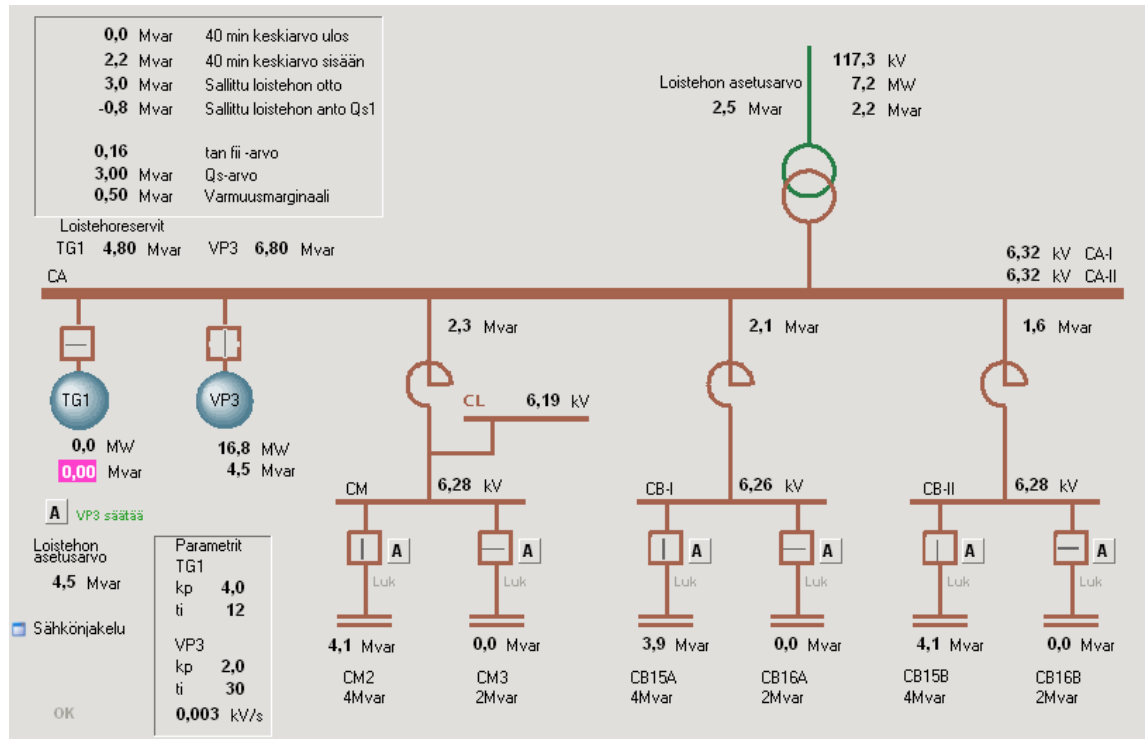 0,0 Mvar 40 min keskiarvo ulos
2,2 Mvar 40 min keskiarvo sisään
3,0 Mvar Sallittu loistehon otto
-0,8 Mvar Sallittu loistehon anto Qs1
0,16 tan fii -arvo
3,00 Mvar Qs-arvo
0,50 Mvar Varmuusmarginaali
117,3 kV
Loistehon asetusarvo 7,2 MW
2,5 Mvar 2,2 Mvar
Loistehoreservit
TG1 4,80 Mvar VP3 6,80 Mvar
6,32 kV CA-I
CA 6,32 kV CA-II
2,3 Mvar 2,1 Mvar 1,6 Mvar
TG1 VP3
CL 6,19 kV
0,0 MW 16,8 MW
0,00 Mvar 4,5 Mvar
CM 6,28 kV CB-I 6,26 kV CB-II 6,28 kV
A VP3 säätää
A A A A A A
Luk Luk Luk Luk Luk Luk
Loistehon
asetusarvo
4,5 Mvar
Sähkönjakelu
OK
Parametrit
TG1
kp 4,0
ti 12
VP3
kp 2,0
ti 30
0,003 kV/s
4,1 Mvar 0,0 Mvar 3,9 Mvar 0,0 Mvar 4,1 Mvar 0,0 Mvar
CM2 CM3 CB15A CB16A CB15B CB16B
4Mvar 2Mvar 4Mvar 2Mvar 4Mvar 2Mvar